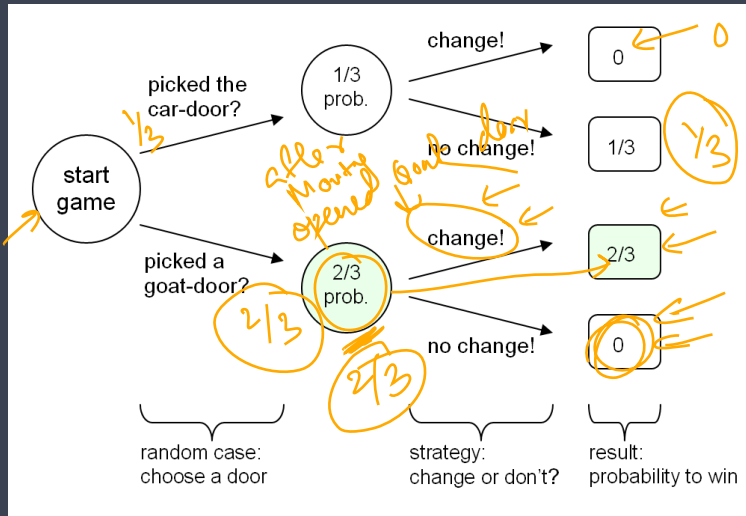 change!
0
0
picked the
car-door?
1/3
1/3
prob.
start
game
no change!
door
1/3
1/3
after
Monty
opened
Goat
picked a
goat-door?
change!
2/3
prob.
2/3
2/3
2/3
no change!
0
random case:
choose a door
strategy:
change or don't?
result:
probability to win